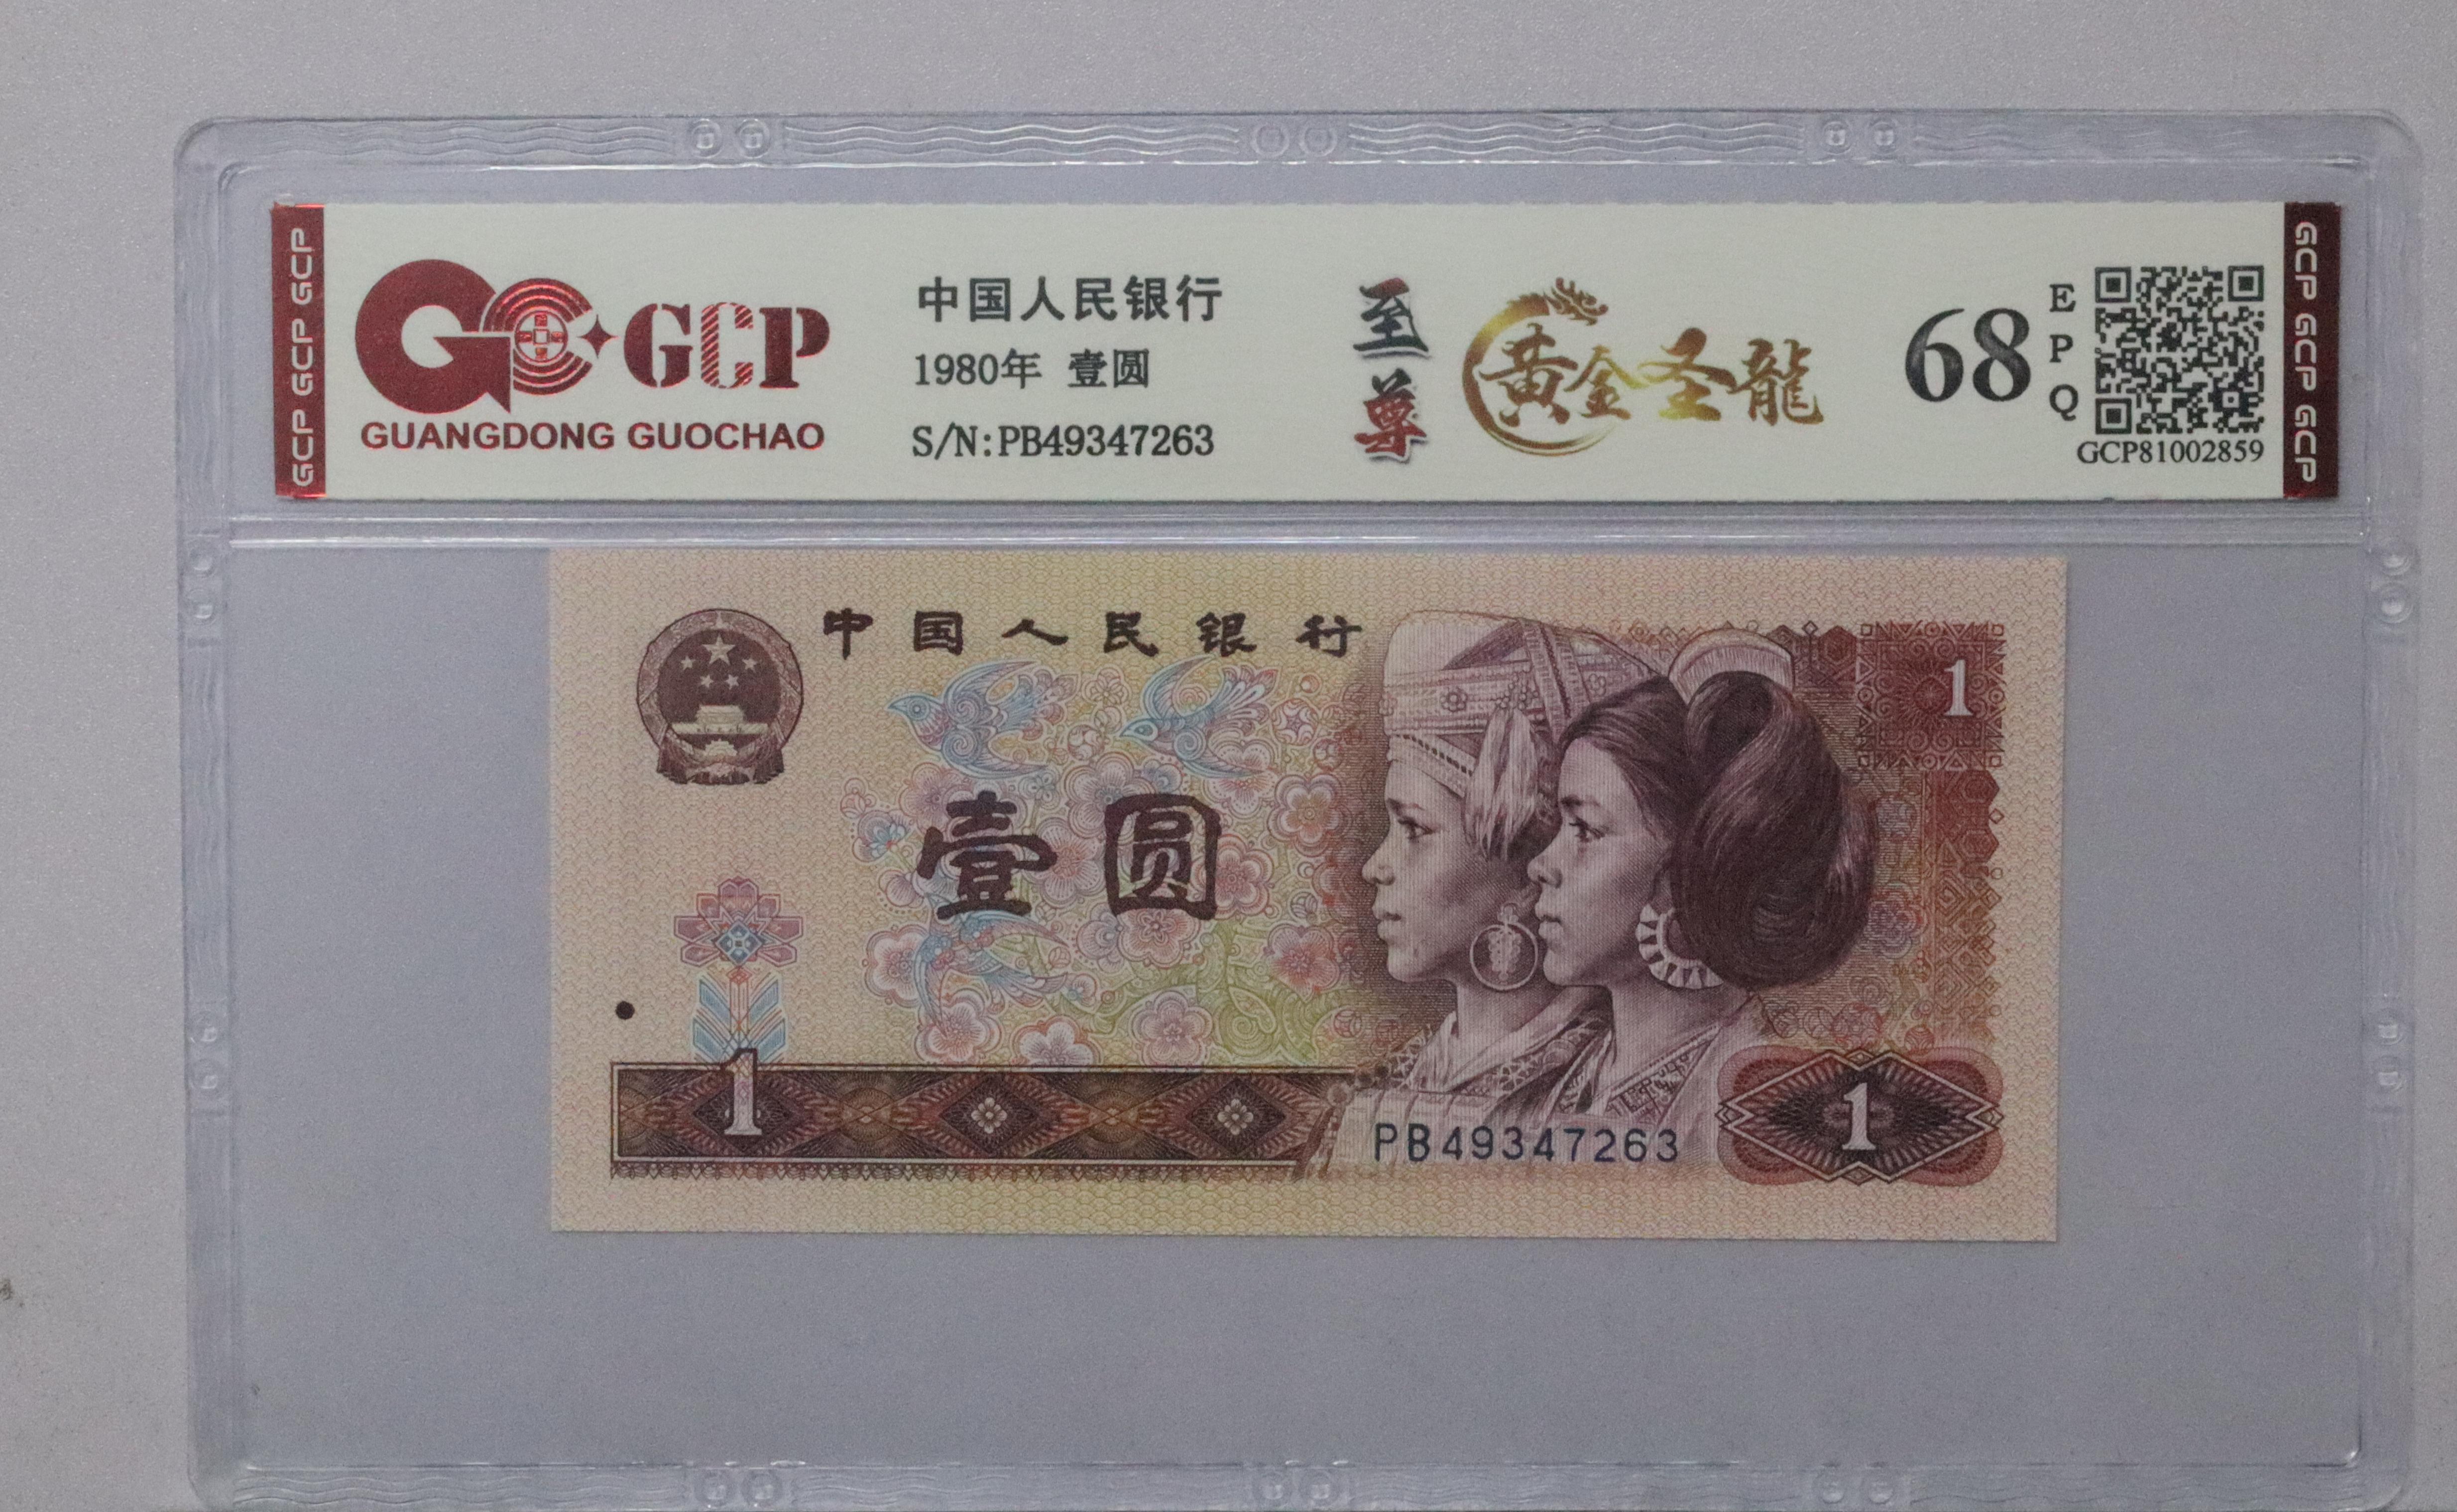 GCP GCP GCP
GCP
GUANGDONG GUOCHAO
中国人民银行
1980年 壹圆
S/N:PB49347263
至尊
黄金圣龍
68
EPQ
GCP81002859
GCP GCP GCP
中国人民银行
1
壹圆
1
PB49347263
1